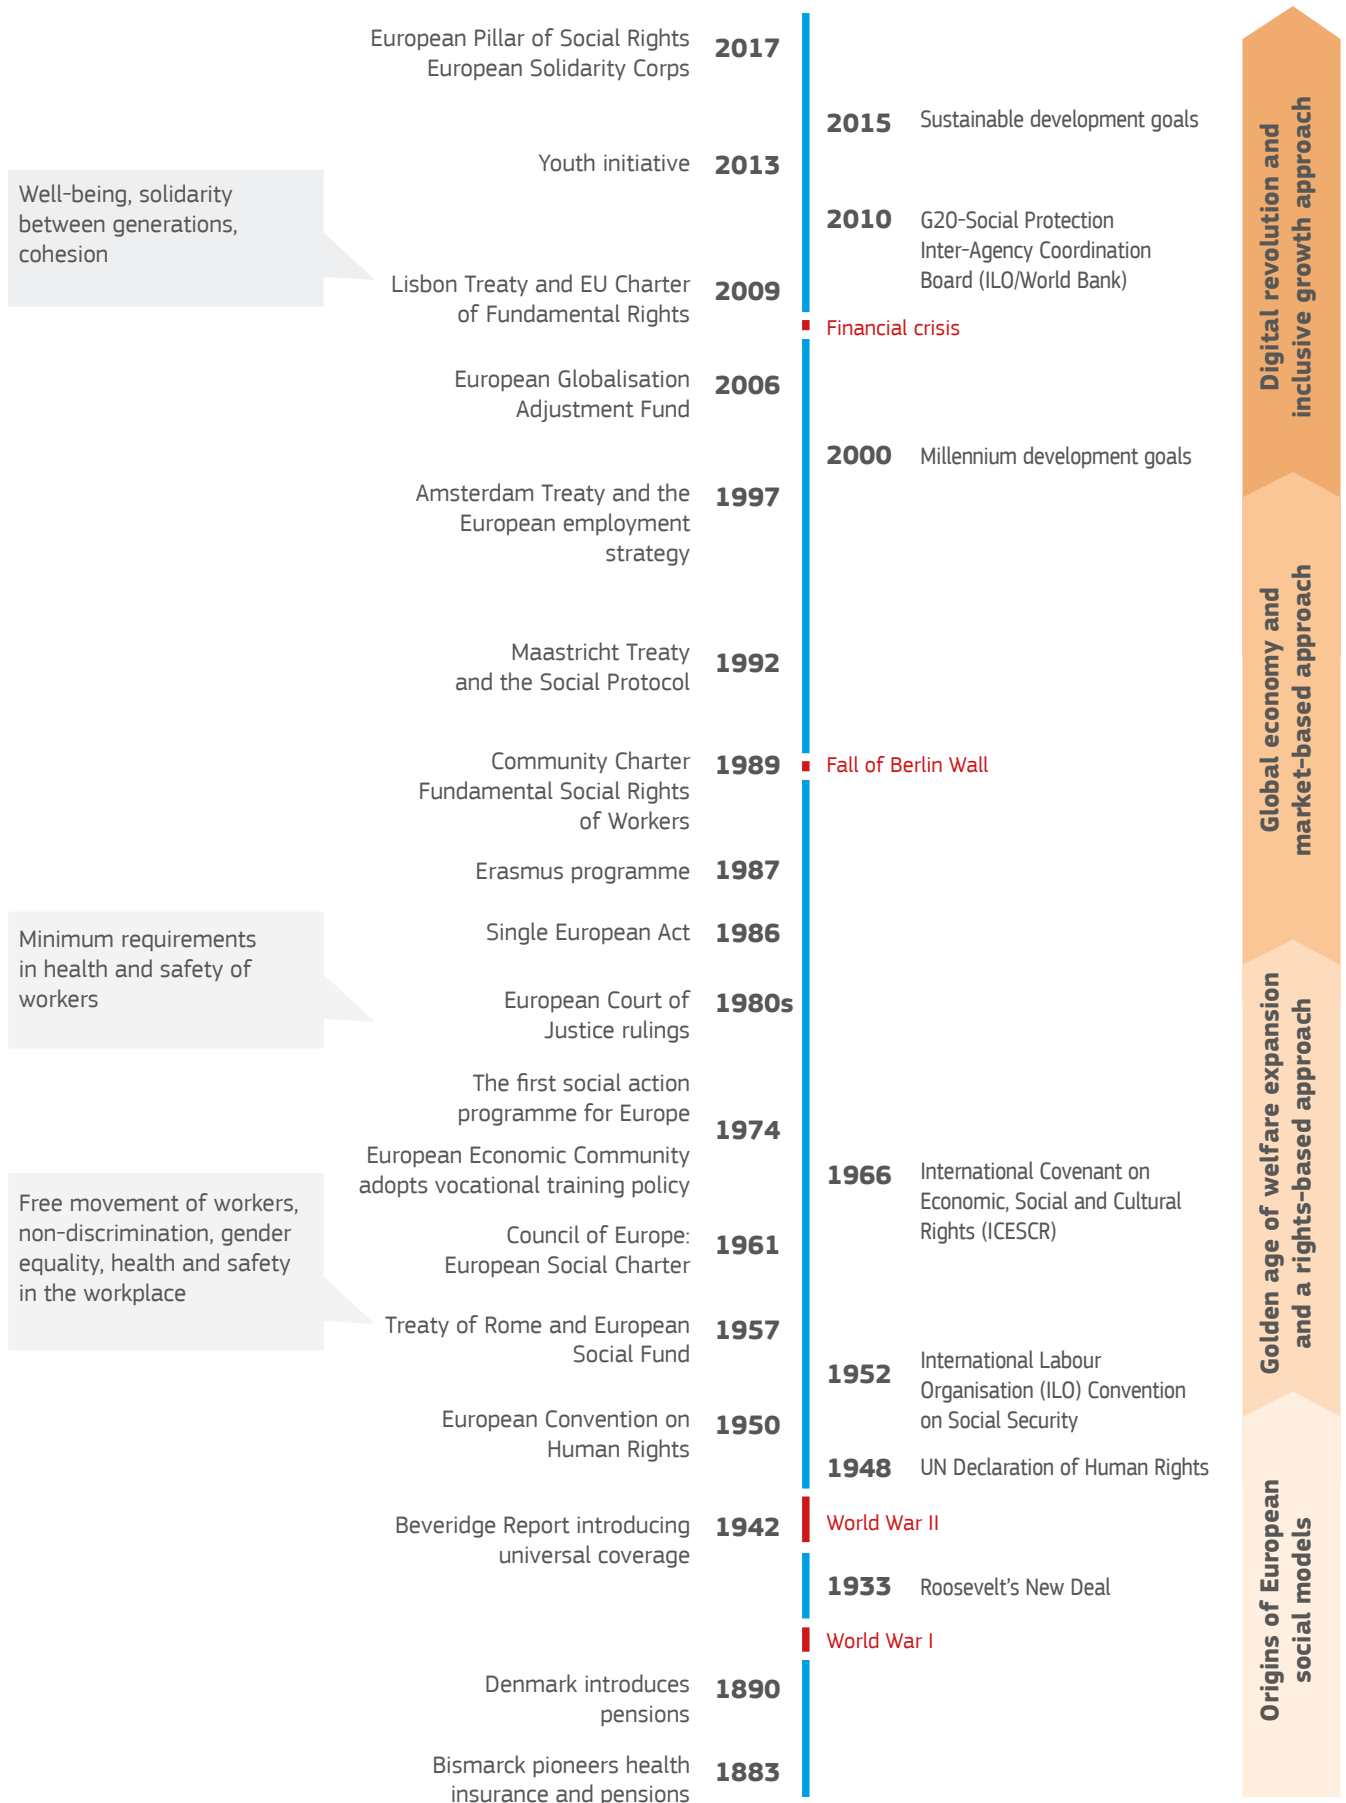 European Pillar of Social Rights
European Solidarity Corps
2017
2015
Sustainable development goals
Youth initiative
2013
Well-being, solidarity
between generations,
cohesion
2010
G20-Social Protection
Inter-Agency Coordination
Board (ILO/World Bank)
Lisbon Treaty and EU Charter
of Fundamental Rights
2009
Financial crisis
European Globalisation
Adjustment Fund
2006
2000
Millennium development goals
Digital revolution and
inclusive growth approach
Amsterdam Treaty and the
European employment
strategy
1997
Maastricht Treaty
and the Social Protocol
1992
Community Charter
Fundamental Social Rights
of Workers
1989
Fall of Berlin Wall
Global economy and
market-based approach
Erasmus programme
1987
Single European Act
1986
Minimum requirements
in health and safety of
workers
European Court of
Justice rulings
1980s
The first social action
programme for Europe
1974
European Economic Community
adopts vocational training policy
1966
International Covenant on
Economic, Social and Cultural
Rights (ICESCR)
Free movement of workers,
non-discrimination, gender
equality, health and safety
in the workplace
Council of Europe:
European Social Charter
1961
Treaty of Rome and European
Social Fund
1957
Golden age of welfare expansion
and a rights-based approach
1952
International Labour
Organisation (ILO) Convention
on Social Security
European Convention on
Human Rights
1950
1948
UN Declaration of Human Rights
Beveridge Report introducing
universal coverage
1942
World War II
1933
Roosevelt's New Deal
World War I
Origins of European
social models
Denmark introduces
pensions
1890
Bismarck pioneers health
insurance and pensions
1883